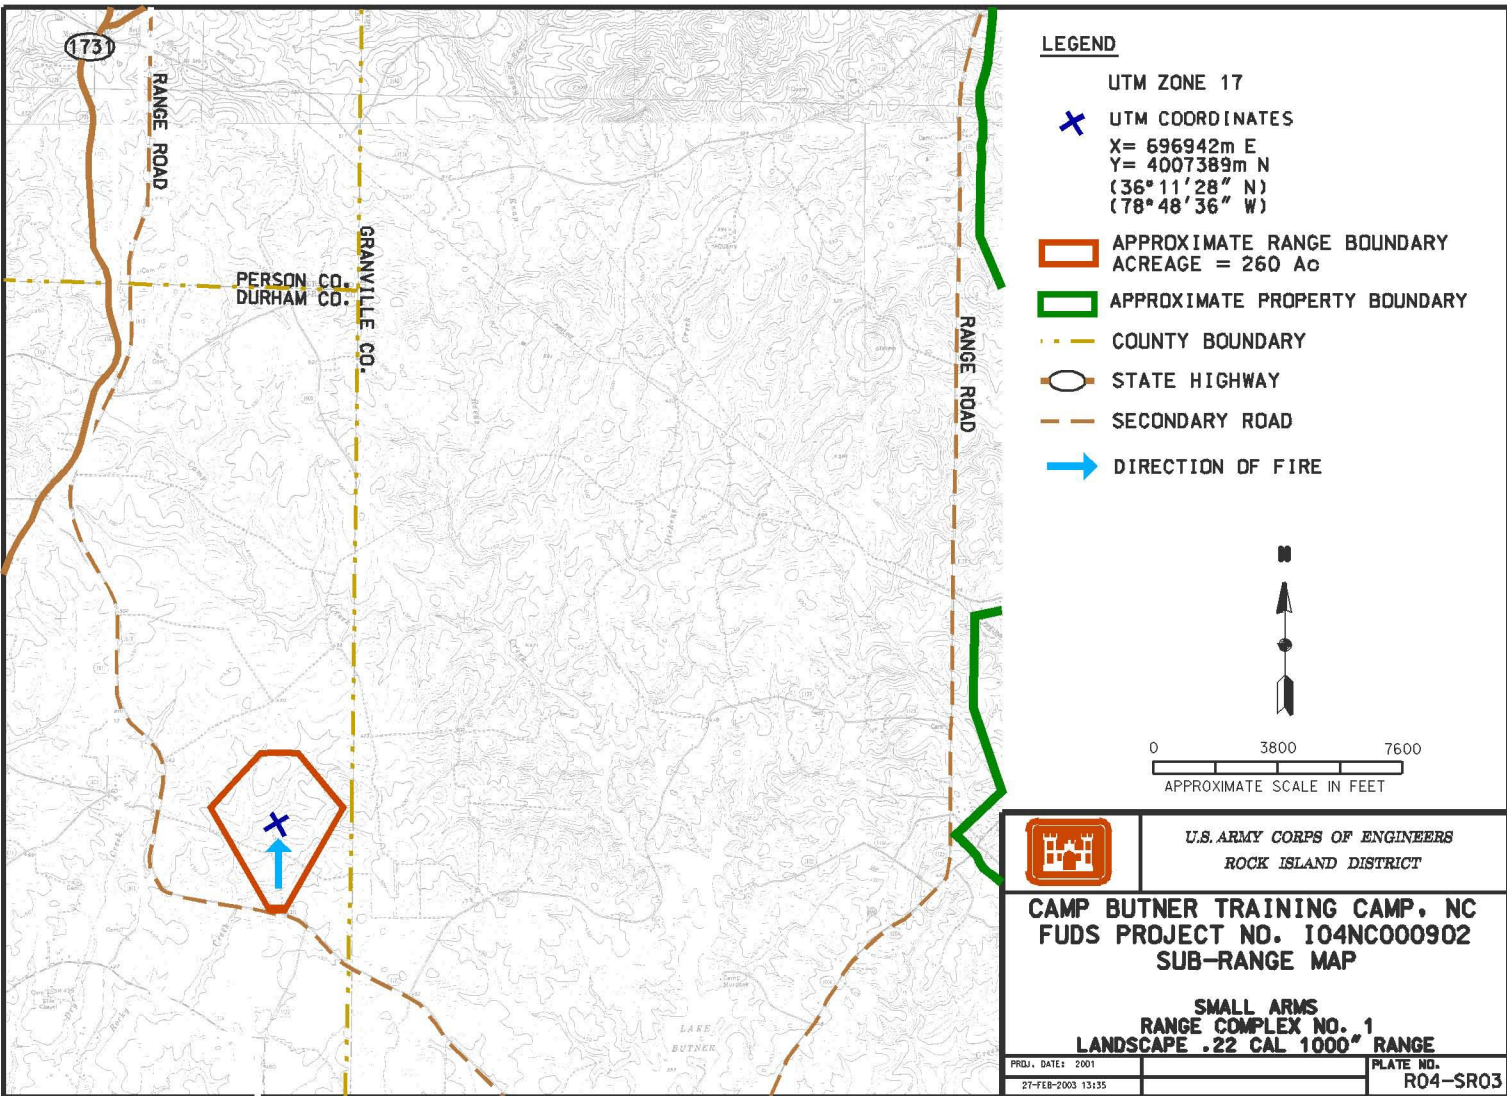 1731
RANGE ROAD
GRANVILLE CO.
PERSON CO.
DURHAM CO.
RANGE ROAD
LAKE
BUTNER
LEGEND
UTM ZONE 17
UTM COORDINATES
X= 696942m E
Y= 4007389m N
(36° 11'28" N)
(78° 48'36" W)
APPROXIMATE RANGE BOUNDARY
ACREAGE = 260 Ac
APPROXIMATE PROPERTY BOUNDARY
COUNTY BOUNDARY
STATE HIGHWAY
SECONDARY ROAD
DIRECTION OF FIRE
N
0 3800 7600
APPROXIMATE SCALE IN FEET
U.S. ARMY CORPS OF ENGINEERS
ROCK ISLAND DISTRICT
CAMP BUTNER TRAINING CAMP, NC
FUDS PROJECT NO. I04NC000902
SUB-RANGE MAP
SMALL ARMS
RANGE COMPLEX NO. 1
LANDSCAPE .22 CAL 1000" RANGE
PROJ. DATE: 2001
27-FEB-2003 13:35
PLATE NO.
R04-SR03